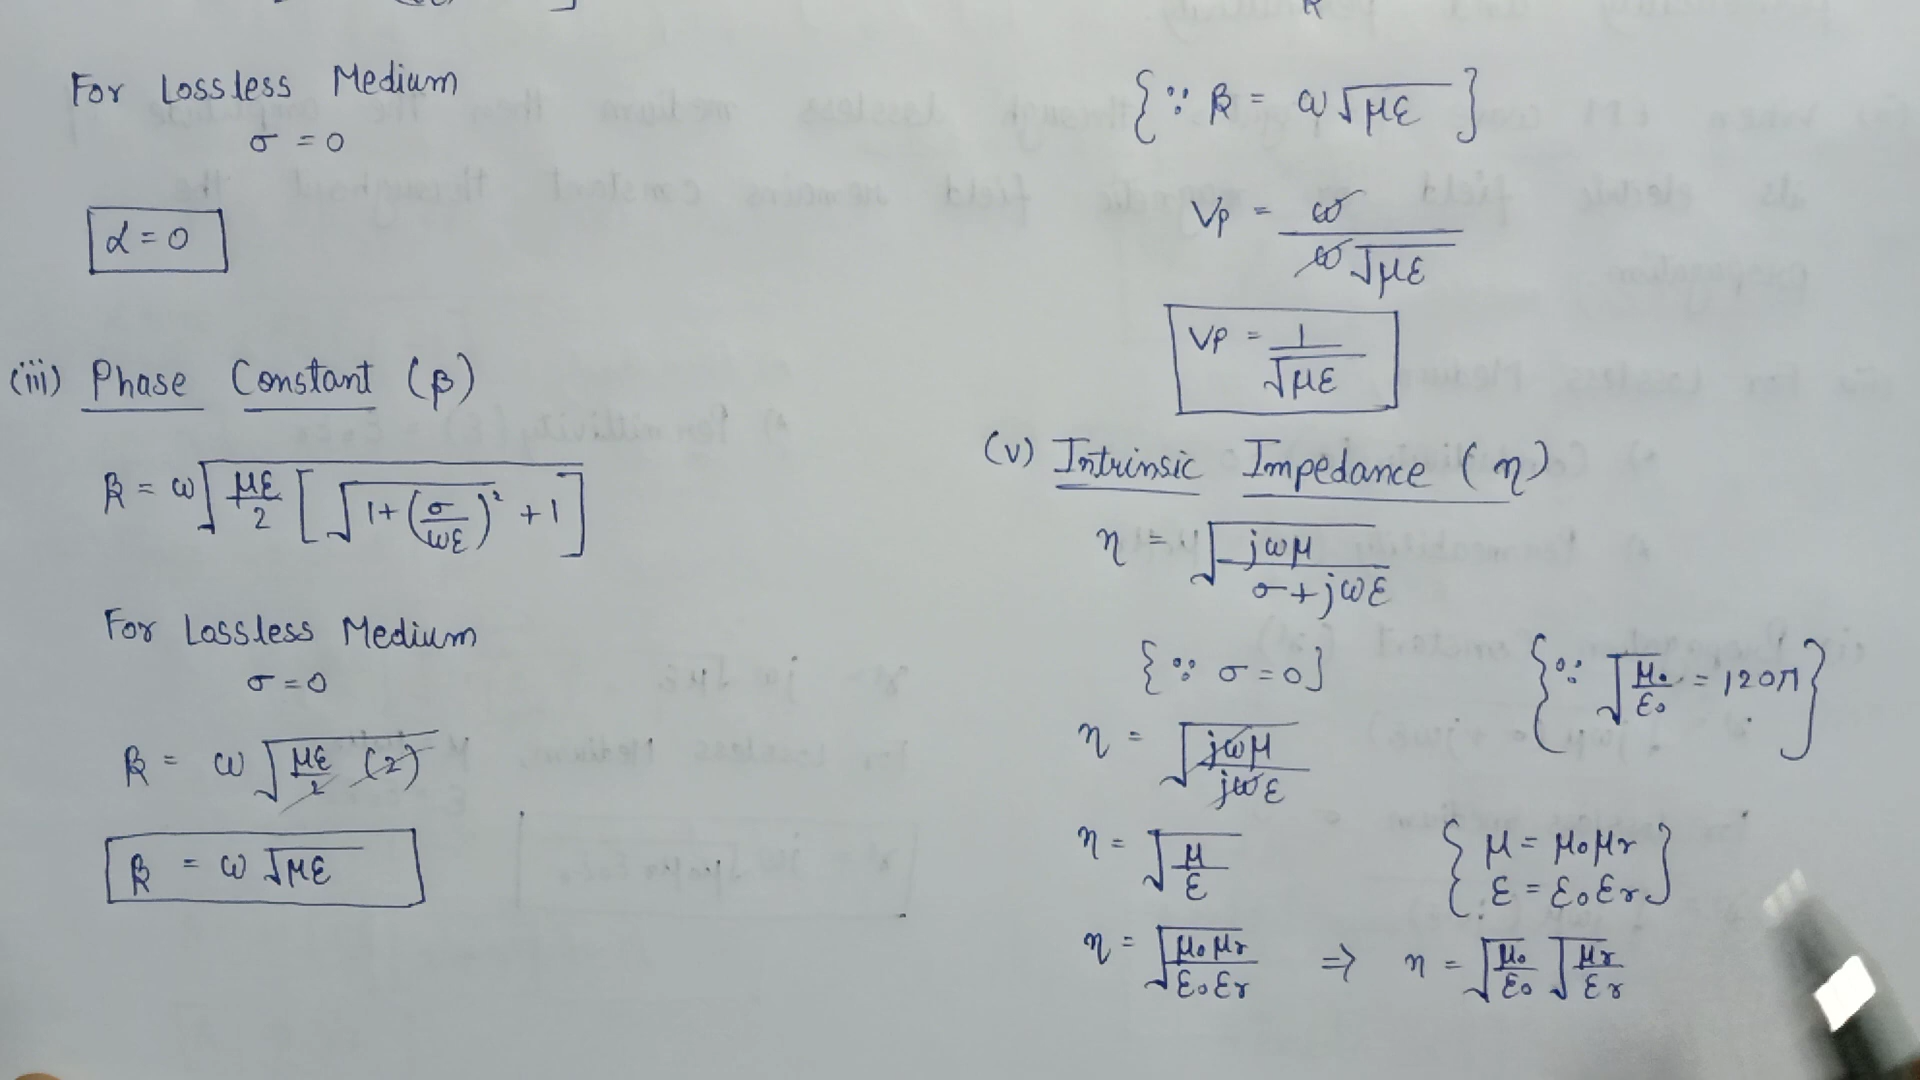 For Lossless Medium
σ = 0
α = 0
(iii) Phase Constant (β)
β = ω √(με/2 [√(1+(σ/ωε)² + 1])
For Lossless Medium
σ = 0
β = ω √(με/2 (2))
β = ω √με
{∵ β = ω √με}
Vp = ω / ω√με
Vp = 1/√με
(v) Intrinsic Impedance (η)
η = √(jωμ / σ+jωε)
{∵ σ = 0}
{∵ √(μ₀/ε₀) = 120π}
η = √(jωμ / jωε)
η = √(μ/ε)
{μ = μ₀μr
ε = ε₀εr}
η = √(μ₀μr / ε₀εr) ⇒ η = √(μ₀/ε₀) √(μr/εr)